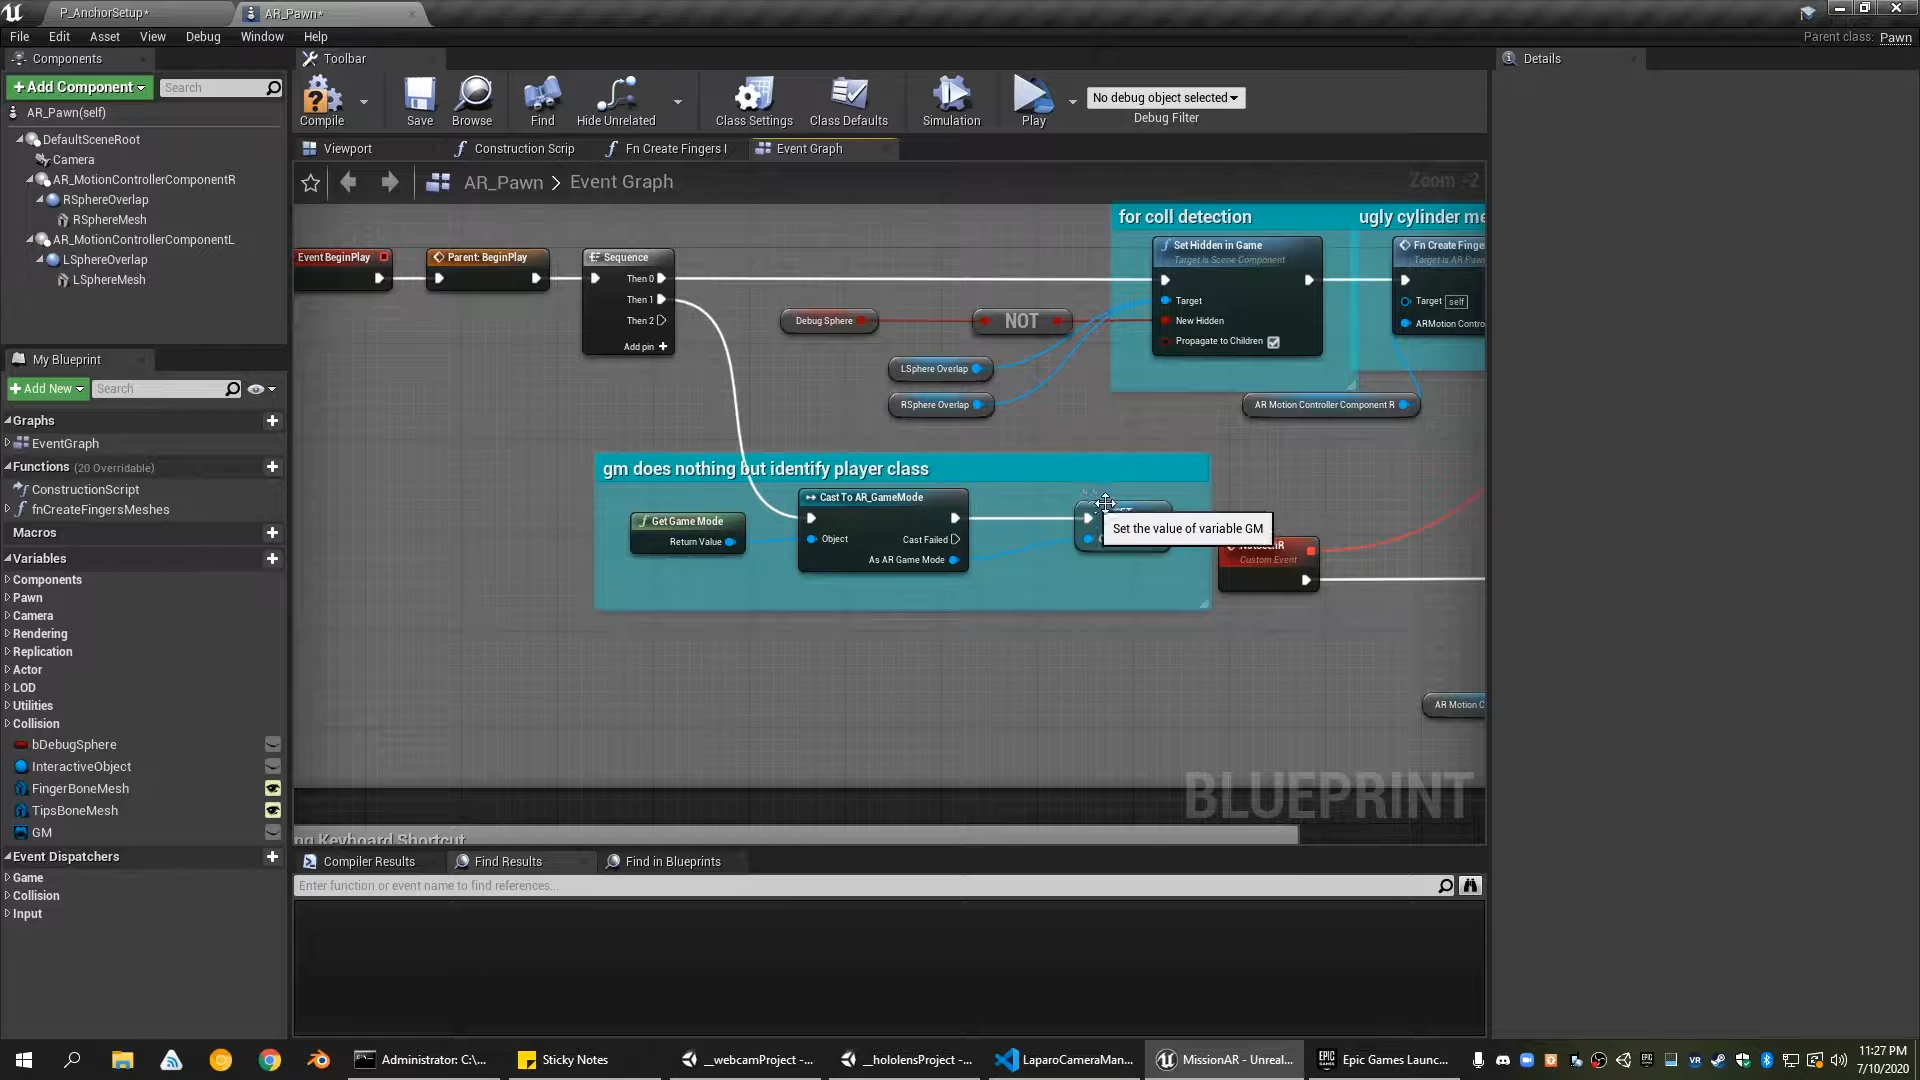 P_AnchorSetup*
AR_Pawn*
File Edit Asset View Debug Window Help
Parent class: Pawn
Components
+Add Component
Search
AR_Pawn(self)
DefaultSceneRoot
Camera
AR_MotionControllerComponentR
RSphereOverlap
RSphereMesh
AR_MotionControllerComponentL
LSphereOverlap
LSphereMesh
My Blueprint
+Add New
Search
Graphs
EventGraph
Functions (20 Overridable)
ConstructionScript
fnCreateFingersMeshes
Macros
Variables
Components
Pawn
Camera
Rendering
Actor
Replication
LOD
Utilities
Collision
bDebugSphere
InteractiveObject
FingerBoneMesh
TipsBoneMesh
GM
Event Dispatchers
Game
Collision
Input
Toolbar
Compile
Save
Browse
Find
Hide Unrelated
Class Settings
Class Defaults
Simulation
Play
No debug object selected
Debug Filter
Viewport
Construction Scrip
Fn Create Fingers I
Event Graph
AR_Pawn > Event Graph
Zoom -2
Event BeginPlay
Parent: BeginPlay
Sequence
Then 0
Then 1
Then 2
Add pin +
for coll detection
Set Hidden in Game
Target is Scene Component
Target
New Hidden
Propagate to Children
ugly cylinder me
Fn Create Finge
Target is AR Pawn
Target self
ARMotion Contro
Debug Sphere
NOT
LSphere Overlap
RSphere Overlap
AR Motion Controller Component R
gm does nothing but identify player class
Get Game Mode
Return Value
Cast To AR_GameMode
Object
Cast Failed
As AR Game Mode
Set the value of variable GM
Custom Event
AR Motion C
BLUEPRINT
ng Keyboard Shortcut
Compiler Results
Find Results
Find in Blueprints
Enter function or event name to find references...
Details
Administrator: C:\...
Sticky Notes
__webcamProject -...
__hololensProject -...
LaparoCameraMan...
MissionAR - Unreal...
Epic Games Launc...
11:27 PM
7/10/2020